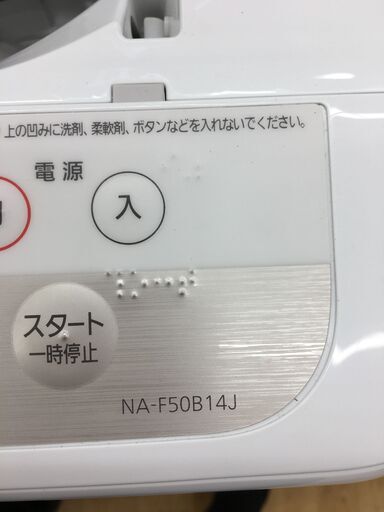 上の凹みに洗剤、柔軟剤、ボタンなどを入れないでください。
電源
入
スタート
一時停止
NA-F50B14J